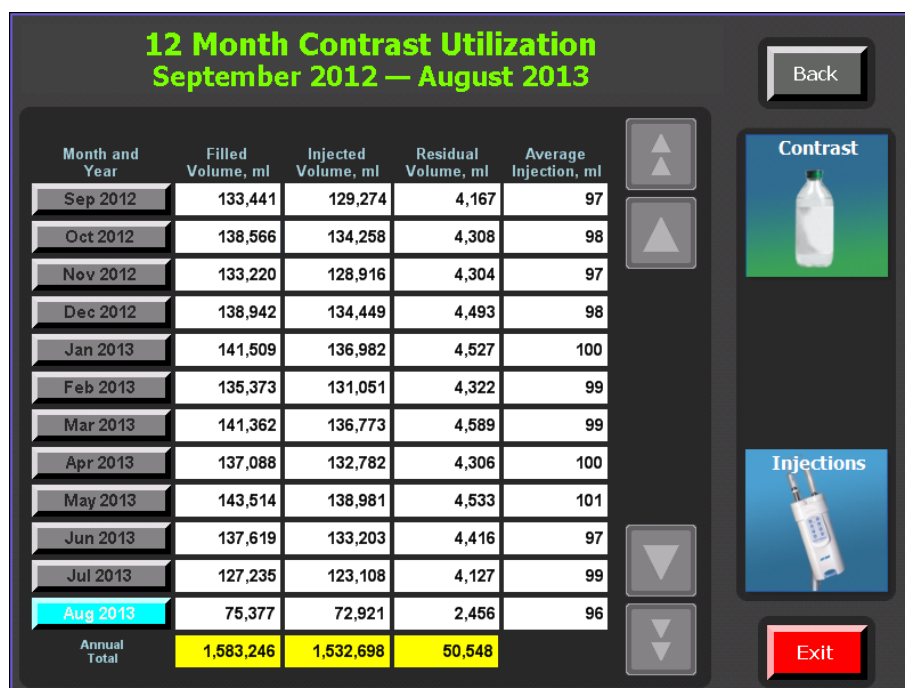 12 Month Contrast Utilization
September 2012 — August 2013
Back
Month and Year Filled Volume, ml Injected Volume, ml Residual Volume, ml Average Injection, ml
Sep 2012 133,441 129,274 4,167 97
Oct 2012 138,566 134,258 4,308 98
Nov 2012 133,220 128,916 4,304 97
Dec 2012 138,942 134,449 4,493 98
Jan 2013 141,509 136,982 4,527 100
Feb 2013 135,373 131,051 4,322 99
Mar 2013 141,362 136,773 4,589 99
Apr 2013 137,088 132,782 4,306 100
May 2013 143,514 138,981 4,533 101
Jun 2013 137,619 133,203 4,416 97
Jul 2013 127,235 123,108 4,127 99
Aug 2013 75,377 72,921 2,456 96
Annual Total 1,583,246 1,532,698 50,548
Contrast
Injections
Exit